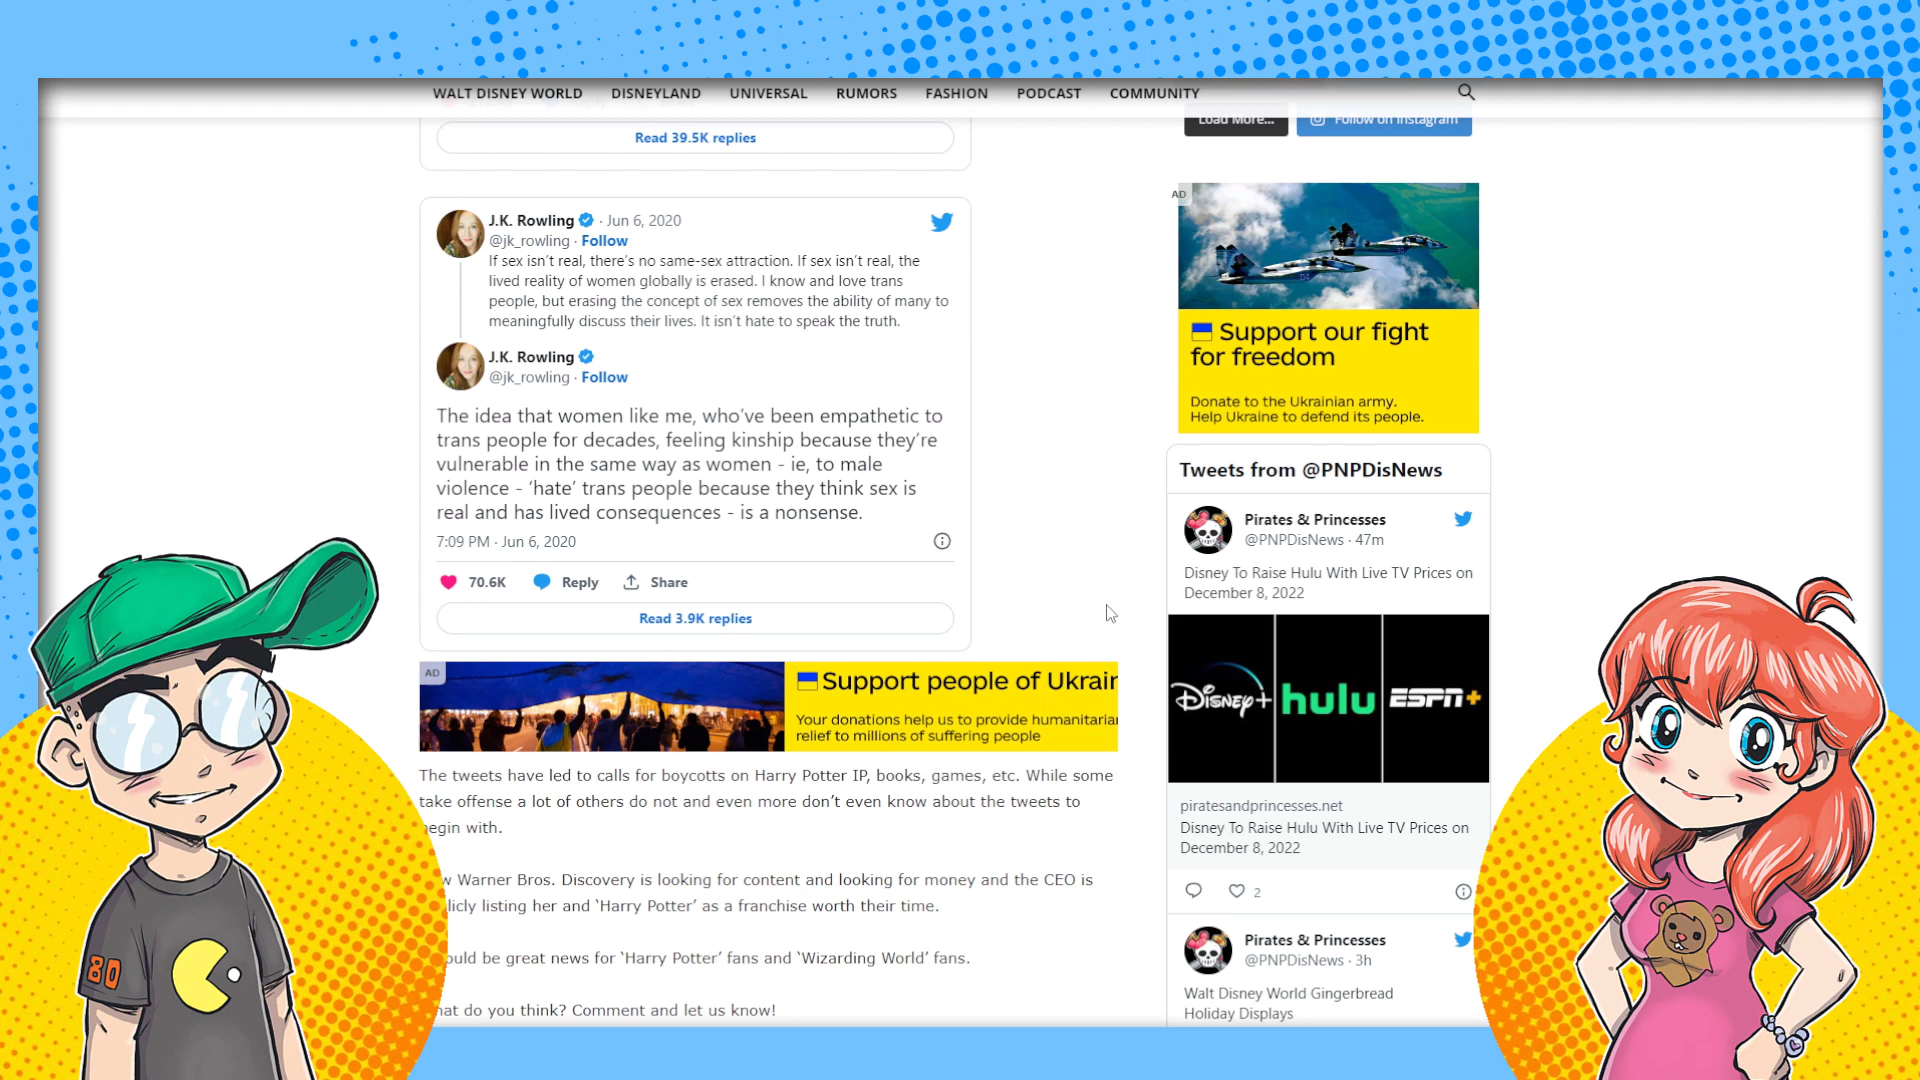 WALT DISNEY WORLD DISNEYLAND UNIVERSAL RUMORS FASHION PODCAST COMMUNITY
Read 39.5K replies
J.K. Rowling · Jun 6, 2020
@jk_rowling · Follow
If sex isn’t real, there’s no same-sex attraction. If sex isn’t real, the
lived reality of women globally is erased. I know and love trans
people, but erasing the concept of sex removes the ability of many to
meaningfully discuss their lives. It isn’t hate to speak the truth.
J.K. Rowling
@jk_rowling · Follow
The idea that women like me, who’ve been empathetic to
trans people for decades, feeling kinship because they’re
vulnerable in the same way as women - ie, to male
violence - ‘hate’ trans people because they think sex is
real and has lived consequences - is a nonsense.
7:09 PM · Jun 6, 2020
70.6K Reply Share
Read 3.9K replies
AD
Support people of Ukrain
Your donations help us to provide humanitarian
relief to millions of suffering people
The tweets have led to calls for boycotts on Harry Potter IP, books, games, etc. While some
take offense a lot of others do not and even more don’t even know about the tweets to
begin with.
Warner Bros. Discovery is looking for content and looking for money and the CEO is
licly listing her and ‘Harry Potter’ as a franchise worth their time.
ould be great news for ‘Harry Potter’ fans and ‘Wizarding World’ fans.
hat do you think? Comment and let us know!
Load More... Follow on Instagram
AD
Support our fight
for freedom
Donate to the Ukrainian army.
Help Ukraine to defend its people.
Tweets from @PNPDisNews
Pirates & Princesses
@PNPDisNews · 47m
Disney To Raise Hulu With Live TV Prices on
December 8, 2022
Disney+ hulu ESPN+
piratesandprincesses.net
Disney To Raise Hulu With Live TV Prices on
December 8, 2022
2
Pirates & Princesses
@PNPDisNews · 3h
Walt Disney World Gingerbread
Holiday Displays
80